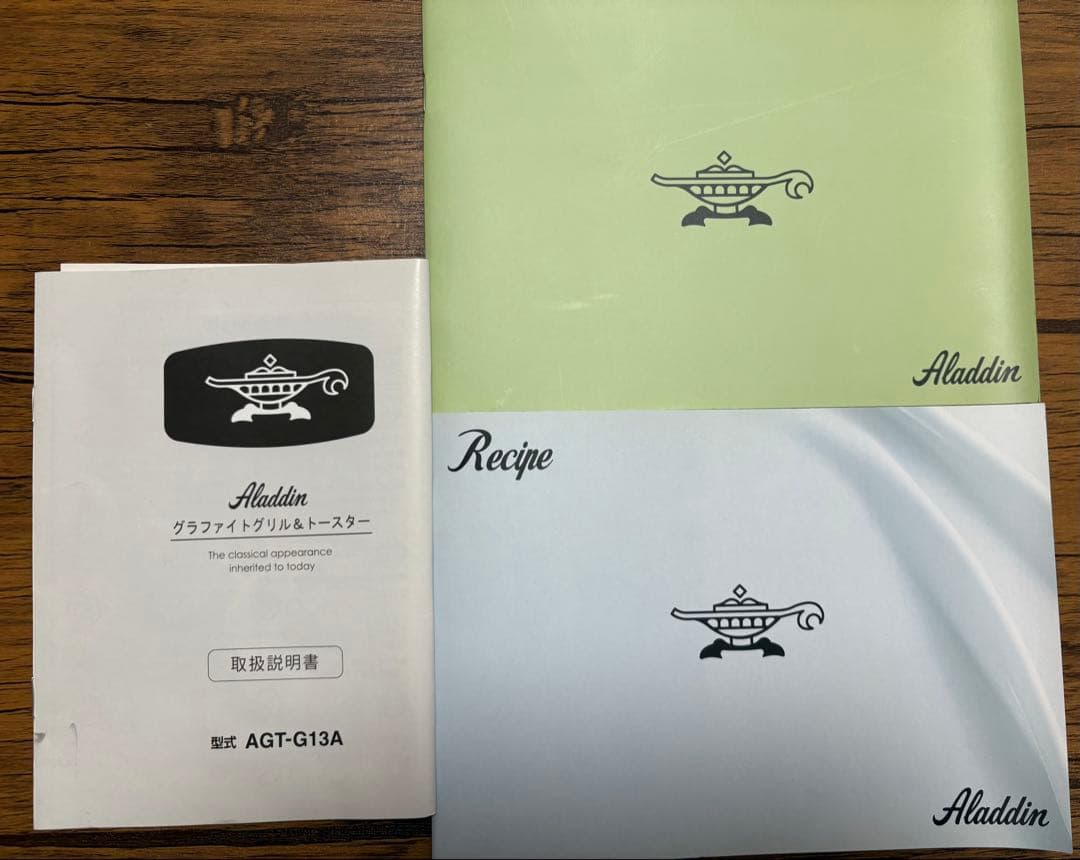 Aladdin
グラファイトグリル&トースター
The classical appearance
inherited to today
取扱説明書
型式 AGT-G13A
Aladdin
Recipe
Aladdin